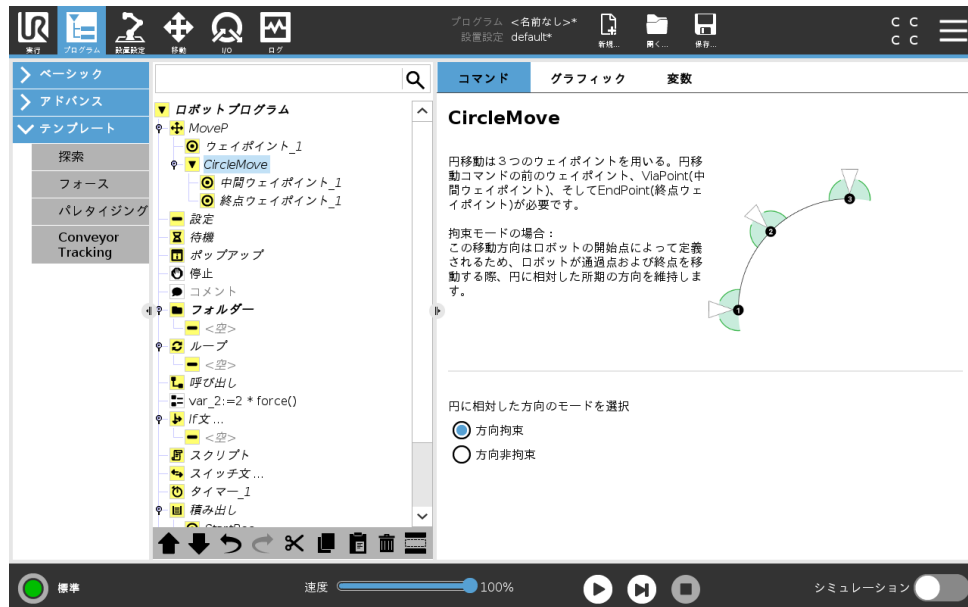 実行
プログラム
設置設定
移動
I/O
ログ
プログラム <名前なし>*
設置設定 default*
新規...
開く...
保存...
C C
C C
ベーシック
アドバンス
テンプレート
探索
フォース
パレタイジング
Conveyor
Tracking
ロボットプログラム
MoveP
ウェイポイント_1
CircleMove
中間ウェイポイント_1
終点ウェイポイント_1
設定
待機
ポップアップ
停止
コメント
フォルダー
<空>
ループ
<空>
呼び出し
var_2:=2 * force()
If文 ...
<空>
スクリプト
スイッチ文 ...
タイマー_1
積み出し
StartPos
コマンド グラフィック 変数
CircleMove
円移動は３つのウェイポイントを用いる。円移
動コマンドの前のウェイポイント、ViaPoint(中
間ウェイポイント)、そしてEndPoint(終点ウェ
イポイント)が必要です。
拘束モードの場合：
この移動方向はロボットの開始点によって定義
されるため、ロボットが通過点および終点を移
動する際、円に相対した所期の方向を維持しま
す。
3
2
1
円に相対した方向のモードを選択
方向拘束
方向非拘束
標準
速度 100%
シミュレーション